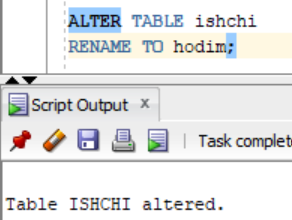 ALTER TABLE ishchi
RENAME TO hodim;
Script Output x
Task complet
Table ISHCHI altered.